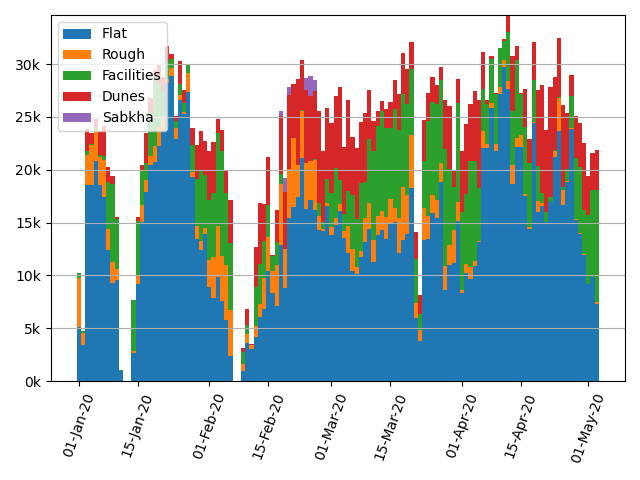 Flat
Rough
Facilities
Dunes
Sabkha
30k
25k
20k
15k
10k
5k
0k
01-Jan-20
15-Jan-20
01-Feb-20
15-Feb-20
01-Mar-20
15-Mar-20
01-Apr-20
15-Apr-20
01-May-20